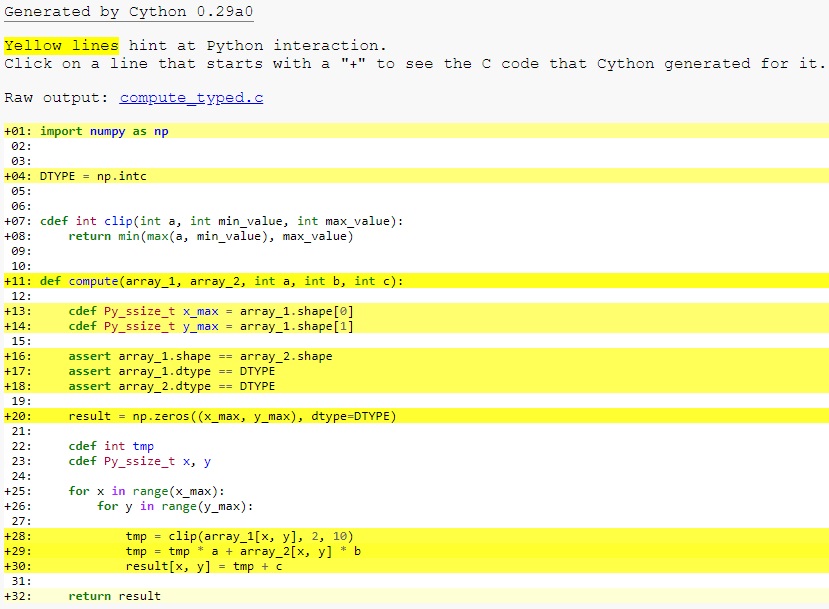 Generated by Cython 0.29a0
Yellow lines hint at Python interaction.
Click on a line that starts with a "+" to see the C code that Cython generated for it.
Raw output: compute_typed.c
+01: import numpy as np
 02:
 03:
+04: DTYPE = np.intc
 05:
 06:
+07: cdef int clip(int a, int min_value, int max_value):
+08:     return min(max(a, min_value), max_value)
 09:
 10:
+11: def compute(array_1, array_2, int a, int b, int c):
 12:
+13:     cdef Py_ssize_t x_max = array_1.shape[0]
+14:     cdef Py_ssize_t y_max = array_1.shape[1]
 15:
+16:     assert array_1.shape == array_2.shape
+17:     assert array_1.dtype == DTYPE
+18:     assert array_2.dtype == DTYPE
 19:
+20:     result = np.zeros((x_max, y_max), dtype=DTYPE)
 21:
 22:     cdef int tmp
 23:     cdef Py_ssize_t x, y
 24:
+25:     for x in range(x_max):
+26:         for y in range(y_max):
 27:
+28:             tmp = clip(array_1[x, y], 2, 10)
+29:             tmp = tmp * a + array_2[x, y] * b
+30:             result[x, y] = tmp + c
 31:
+32:     return result